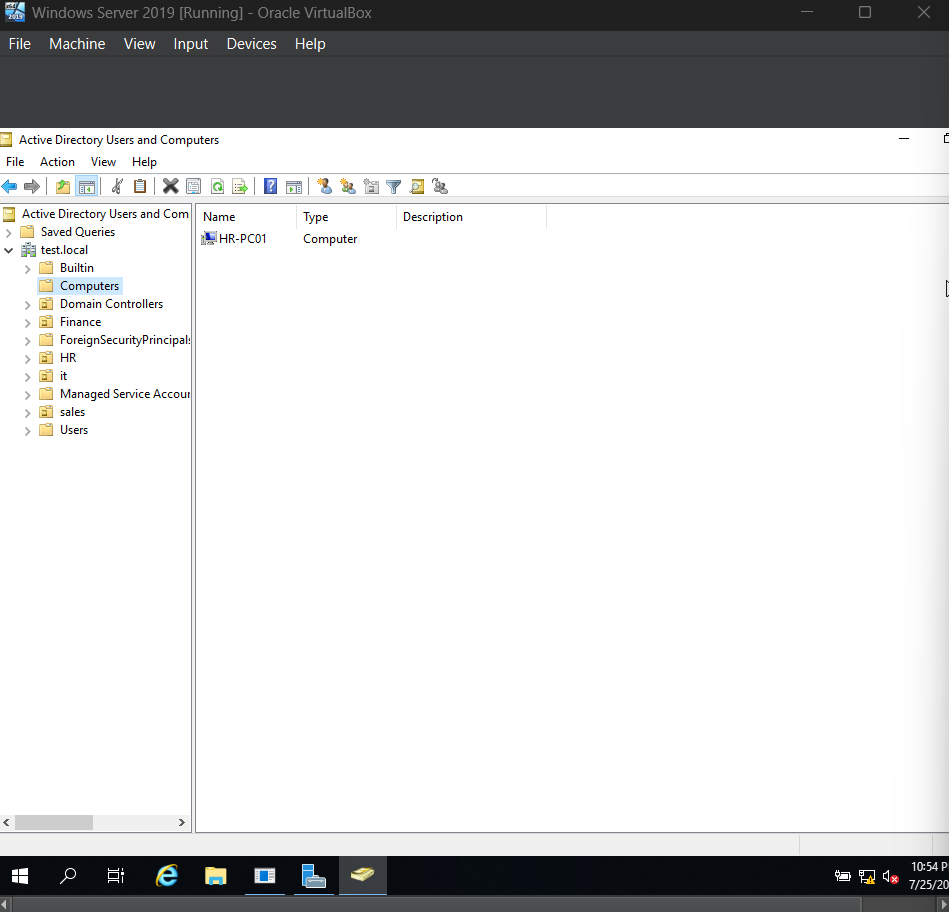 Windows Server 2019 [Running] - Oracle VirtualBox
File Machine View Input Devices Help
Active Directory Users and Computers
File Action View Help
Active Directory Users and Com
Saved Queries
test.local
Builtin
Computers
Domain Controllers
Finance
ForeignSecurityPrincipals
HR
it
Managed Service Accour
sales
Users
Name Type Description
HR-PC01 Computer
10:54 P
7/25/20